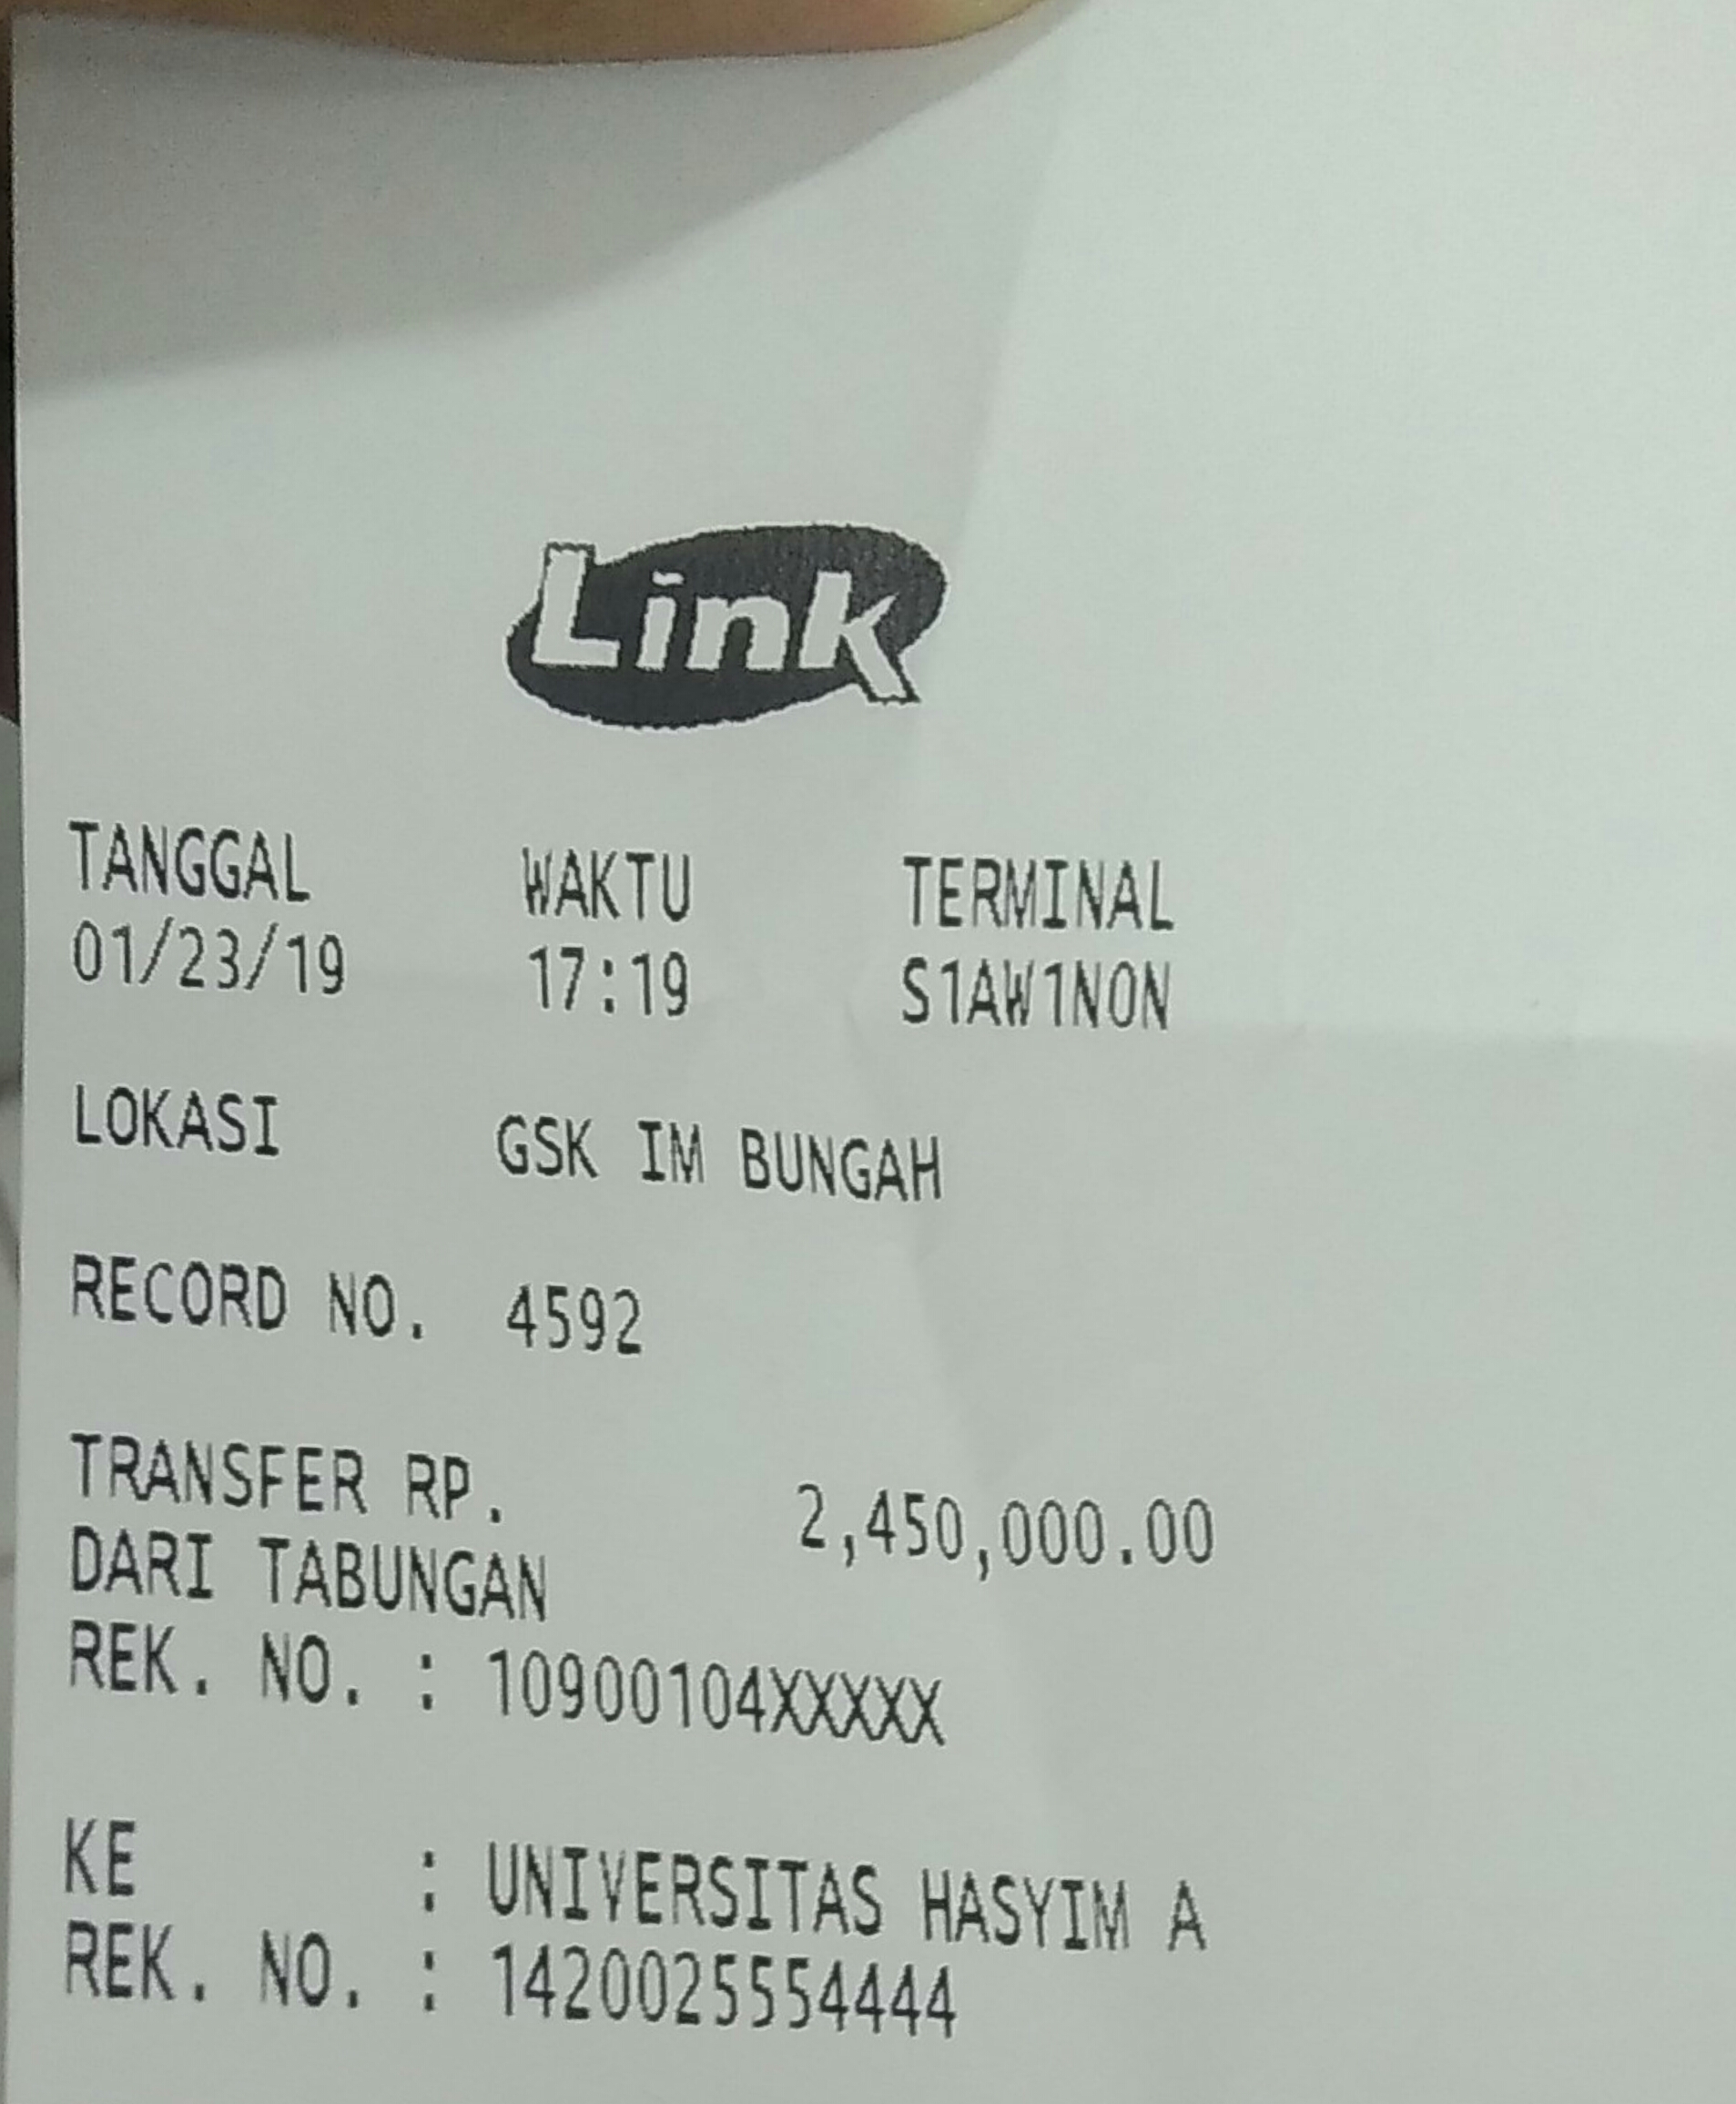 Link
TANGGAL WAKTU TERMINAL
01/23/19 17:19 S1AW1NON
LOKASI GSK IM BUNGAH
RECORD NO. 4592
TRANSFER RP. 2,450,000.00
DARI TABUNGAN
REK. NO. : 10900104XXXXX
KE : UNIVERSITAS HASYIM A
REK. NO. : 1420025554444